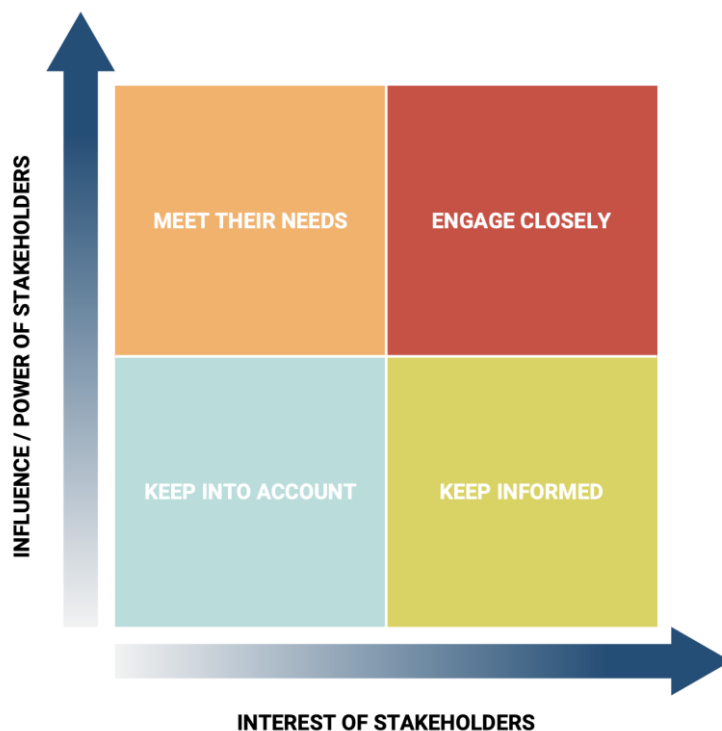 INFLUENCE / POWER OF STAKEHOLDERS
MEET THEIR NEEDS
ENGAGE CLOSELY
KEEP INTO ACCOUNT
KEEP INFORMED
INTEREST OF STAKEHOLDERS